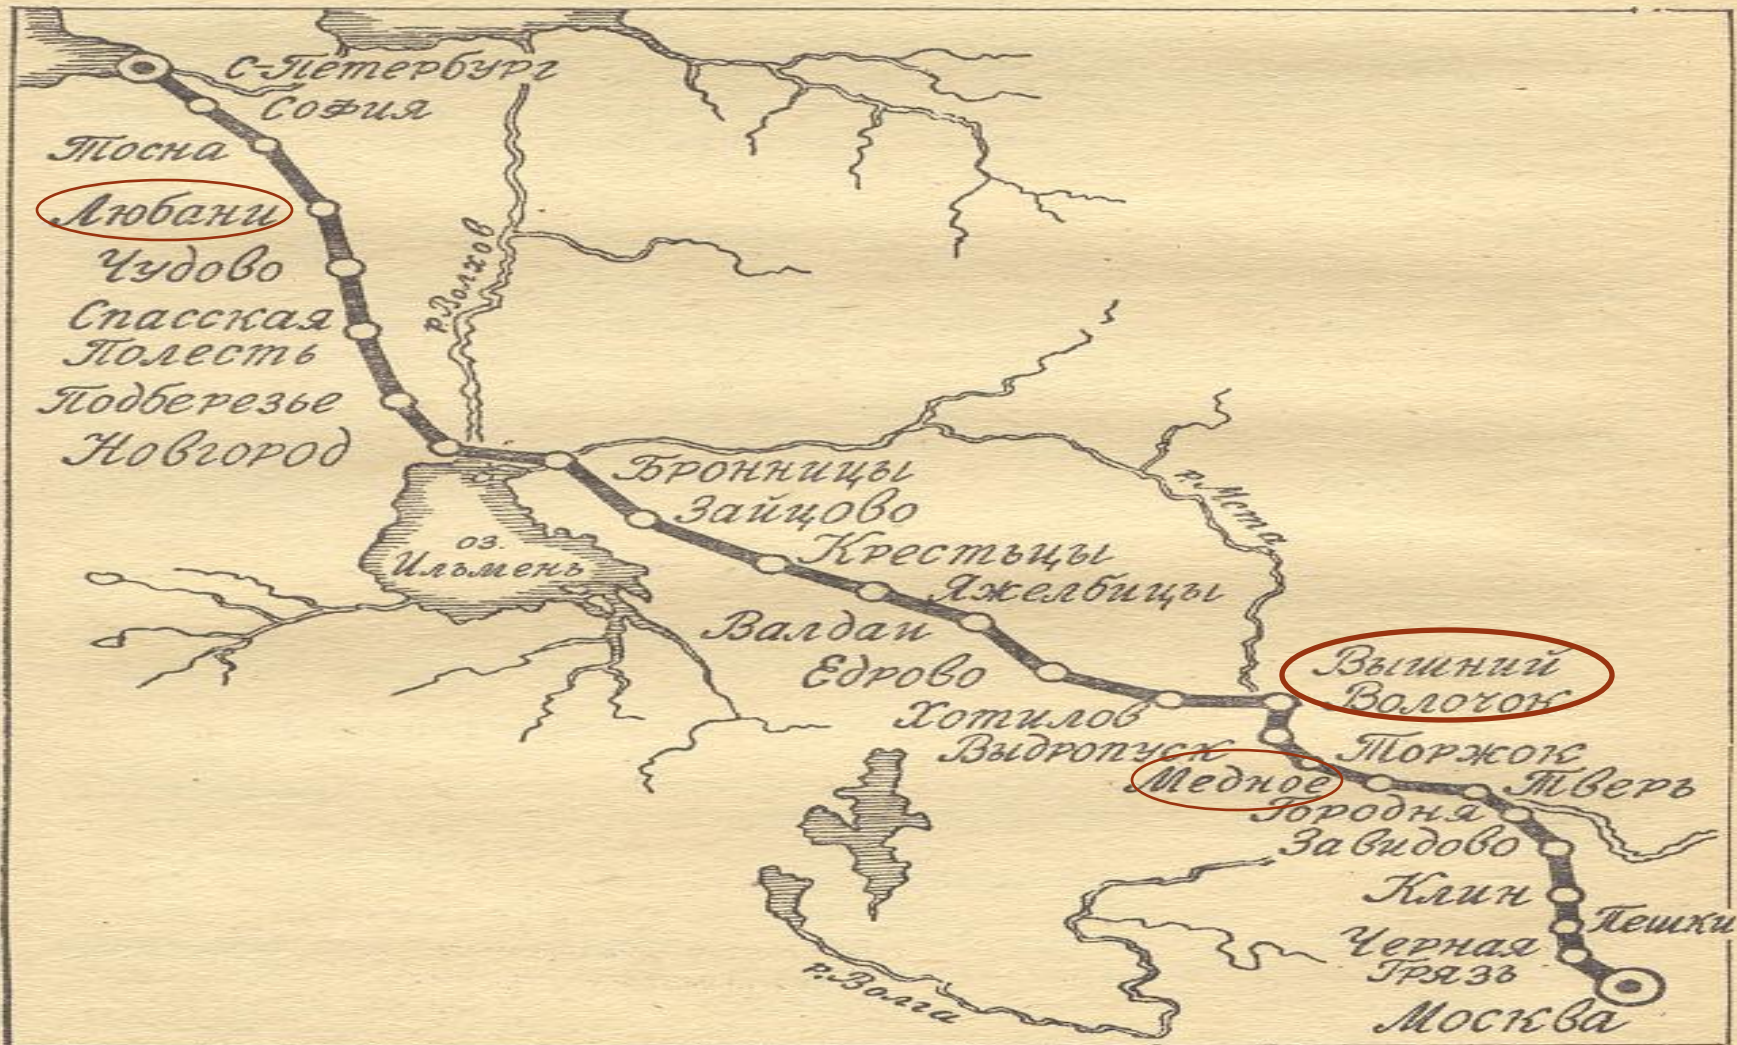 С-Петербург
София
Тосна
Любани
Чудово
Спасская
Полесть
р. Волхов
Подберезье
Новгород
Бронницы
Зайцово
р. Мста
оз.
Ильмень
Крестьцы
Яжелбицы
Валдаи
Едрово
Вышний
Волочок
Хотилов
Выдропуск
Торжок
Медное
Тверь
Городня
Завидово
Клин
Пешки
Черная
Грязь
р. Волга
Москва